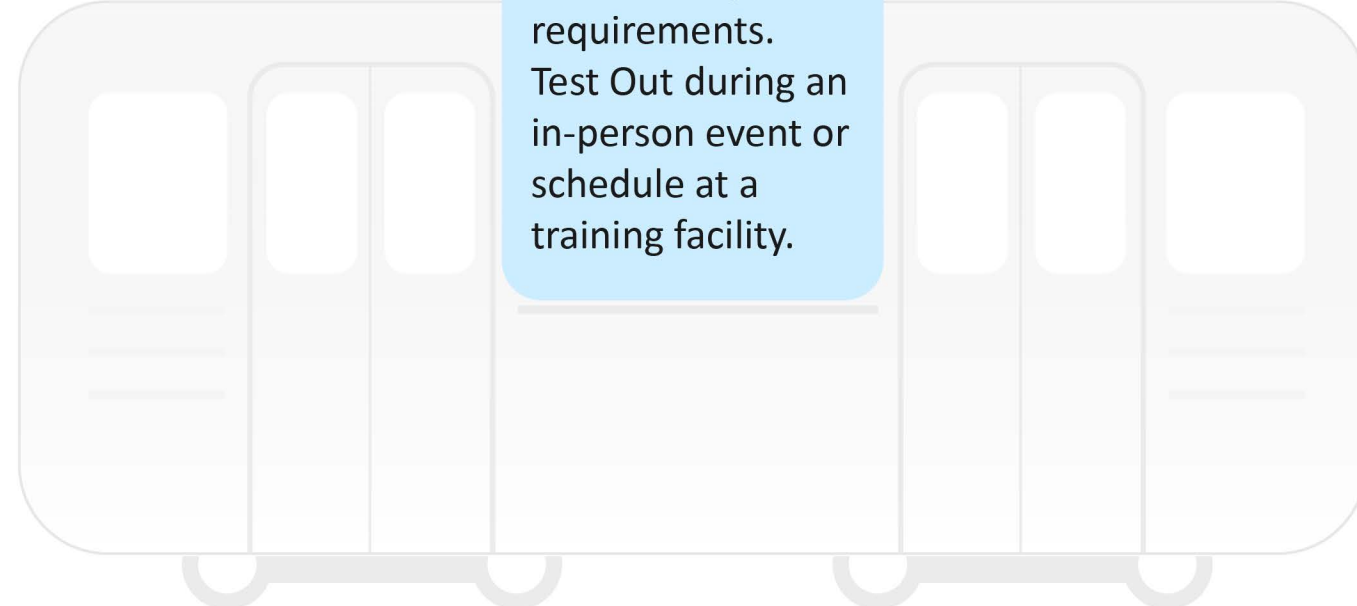 requirements.
Test Out during an
in-person event or
schedule at a
training facility.